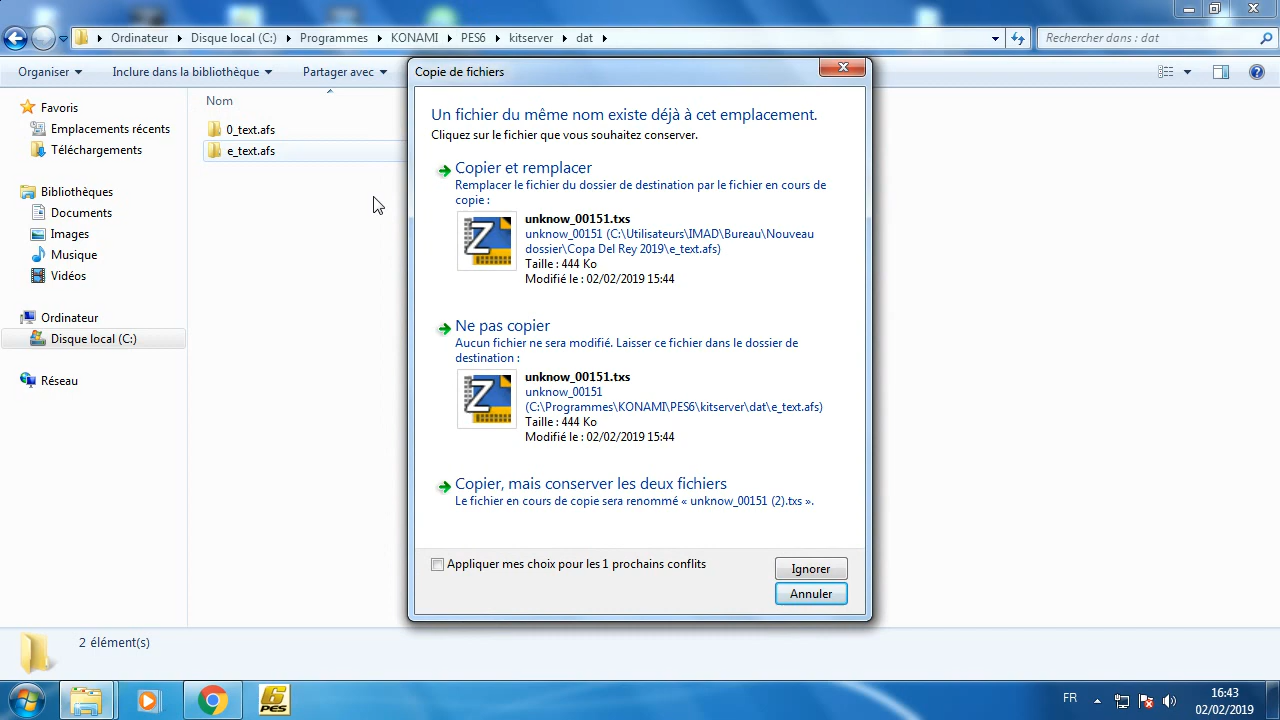 Ordinateur
Disque local (C:)
Programmes
KONAMI
PES6
kitserver
dat
Rechercher dans : dat
Organiser
Inclure dans la bibliothèque
Partager avec
Favoris
Emplacements récents
Téléchargements
Bibliothèques
Documents
Images
Musique
Vidéos
Ordinateur
Disque local (C:)
Réseau
Nom
0_text.afs
e_text.afs
Copie de fichiers
Un fichier du même nom existe déjà à cet emplacement.
Cliquez sur le fichier que vous souhaitez conserver.
Copier et remplacer
Remplacer le fichier du dossier de destination par le fichier en cours de
copie :
unknow_00151.txs
unknow_00151 (C:\Utilisateurs\IMAD\Bureau\Nouveau
dossier\Copa Del Rey 2019\e_text.afs)
Taille : 444 Ko
Modifié le : 02/02/2019 15:44
Ne pas copier
Aucun fichier ne sera modifié. Laisser ce fichier dans le dossier de
destination :
unknow_00151.txs
unknow_00151
(C:\Programmes\KONAMI\PES6\kitserver\dat\e_text.afs)
Taille : 444 Ko
Modifié le : 02/02/2019 15:44
Copier, mais conserver les deux fichiers
Le fichier en cours de copie sera renommé « unknow_00151 (2).txs ».
Appliquer mes choix pour les 1 prochains conflits
Ignorer
Annuler
2 élément(s)
6
PES
FR
16:43
02/02/2019